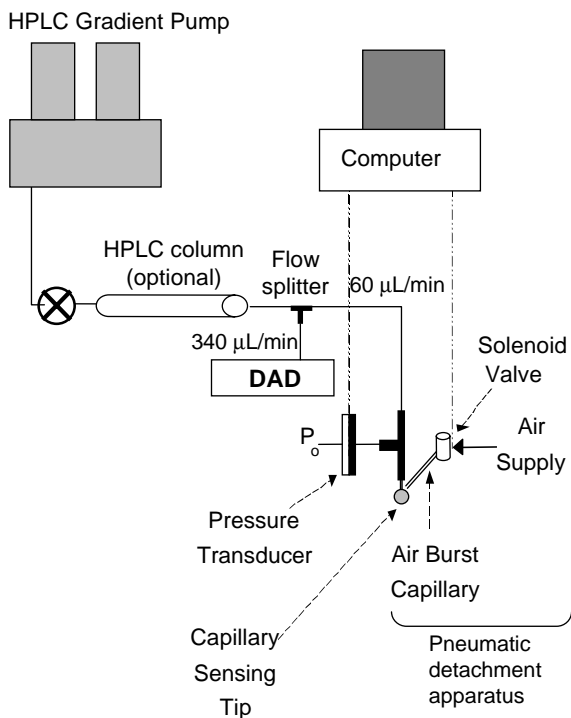 HPLC Gradient Pump
Computer
HPLC column
(optional)
Flow
splitter
60 μL/min
340 μL/min
DAD
Solenoid
Valve
Po
Air
Supply
Pressure
Transducer
Air Burst
Capillary
Capillary
Sensing
Tip
Pneumatic
detachment
apparatus